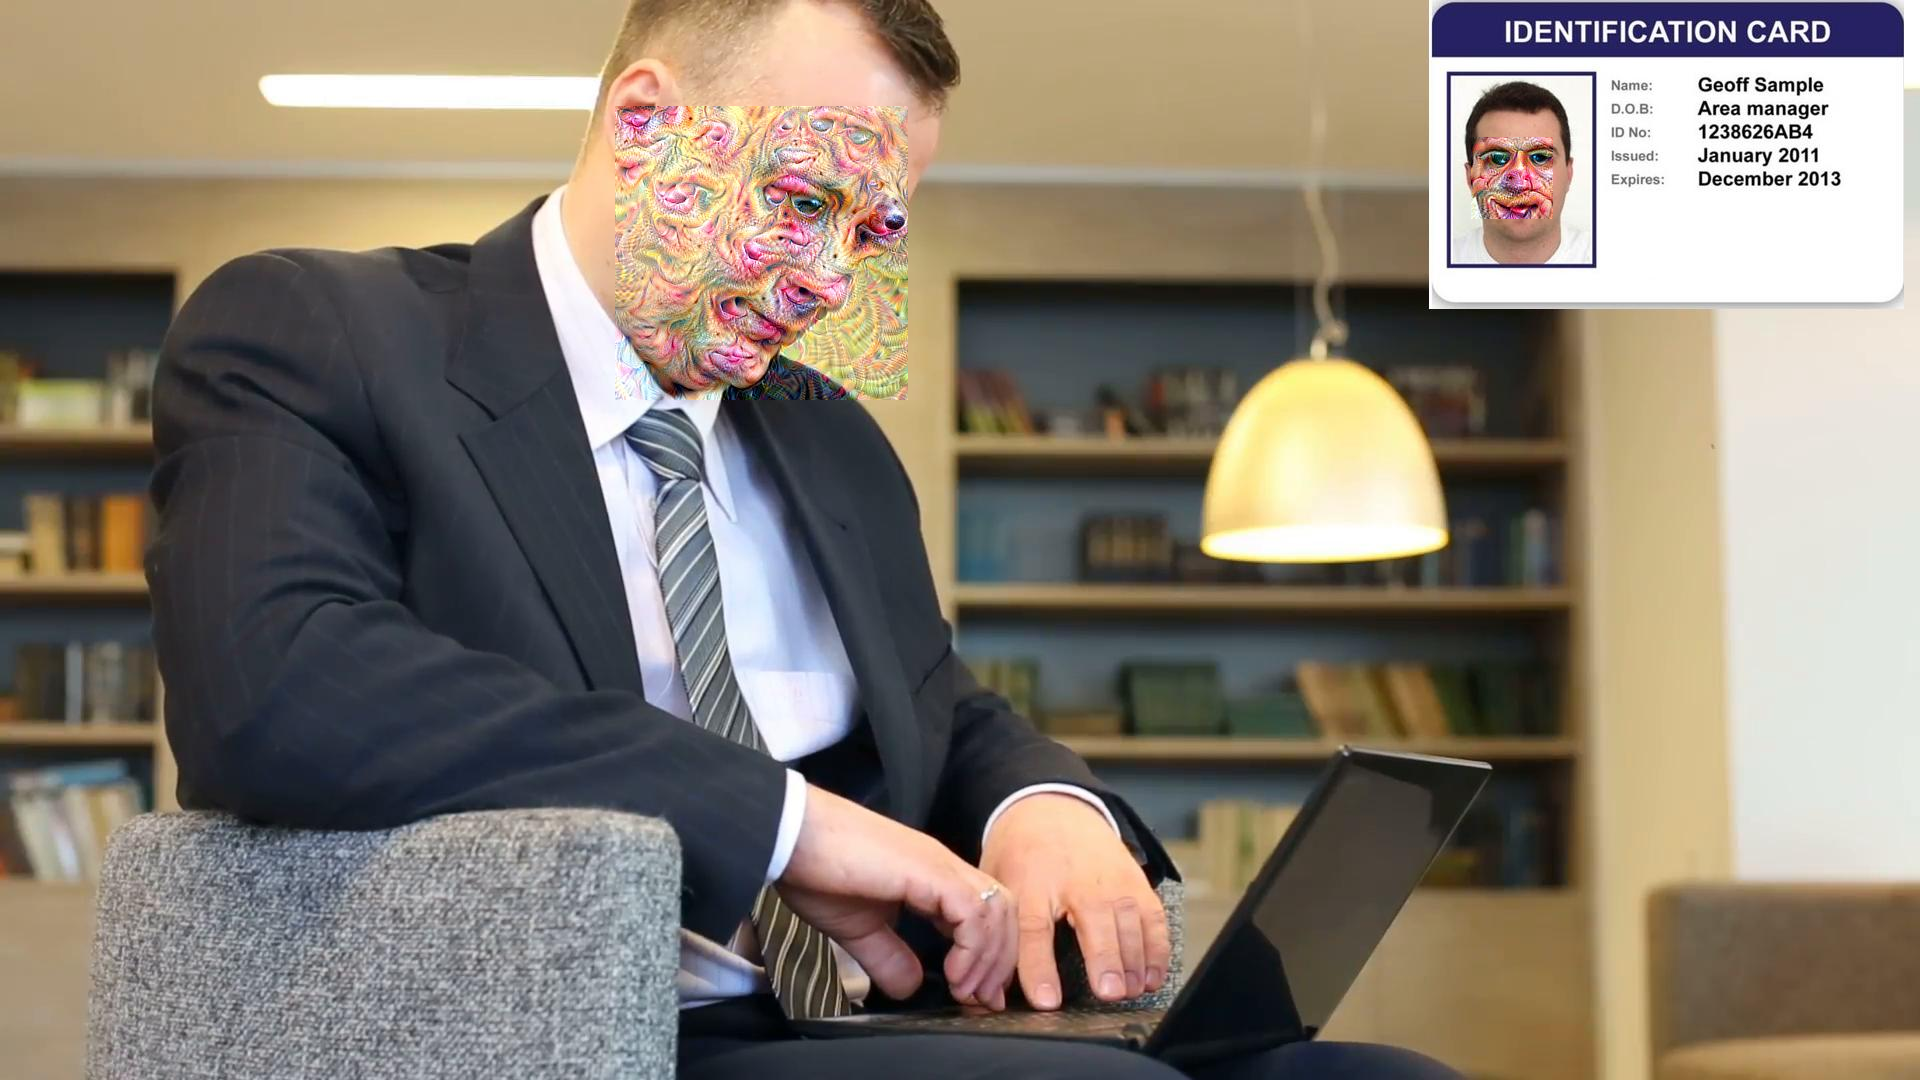 IDENTIFICATION CARD
Name: Geoff Sample
D.O.B: Area manager
ID No: 1238626AB4
Issued: January 2011
Expires: December 2013